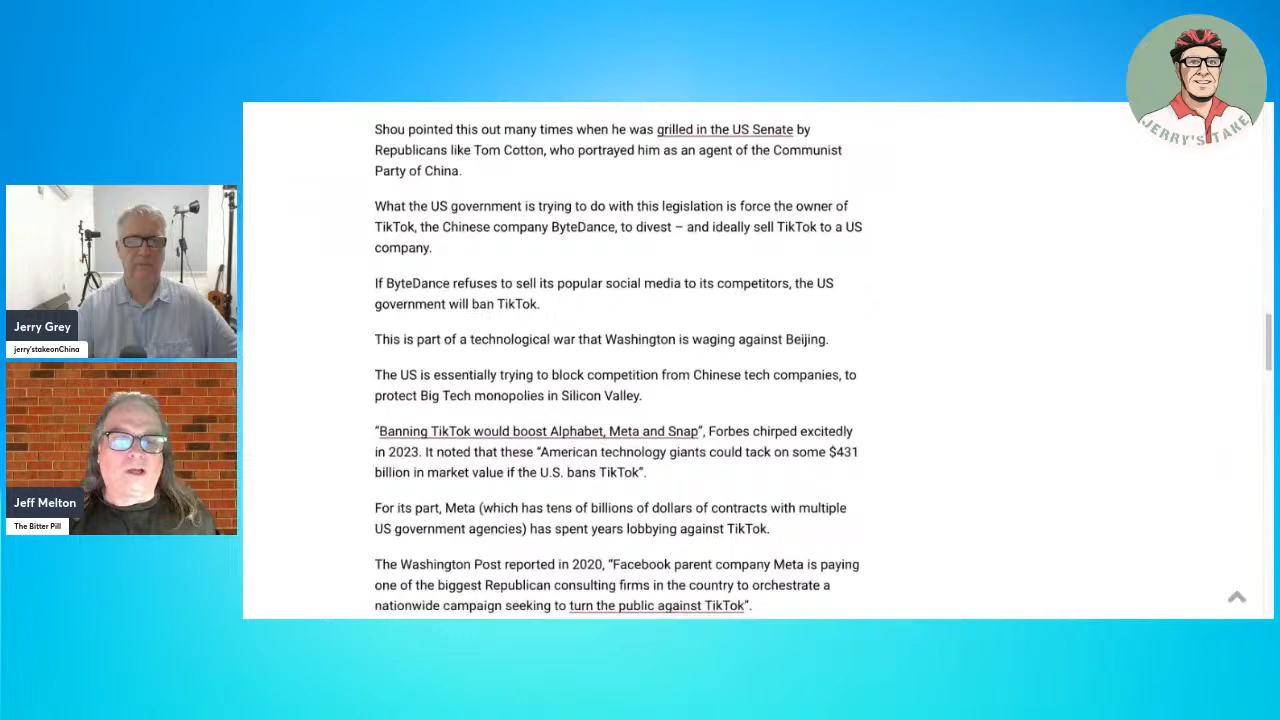 JERRY'S TAKE
Shou pointed this out many times when he was grilled in the US Senate by
Republicans like Tom Cotton, who portrayed him as an agent of the Communist
Party of China.
What the US government is trying to do with this legislation is force the owner of
TikTok, the Chinese company ByteDance, to divest – and ideally sell TikTok to a US
company.
If ByteDance refuses to sell its popular social media to its competitors, the US
government will ban TikTok.
This is part of a technological war that Washington is waging against Beijing.
The US is essentially trying to block competition from Chinese tech companies, to
protect Big Tech monopolies in Silicon Valley.
“Banning TikTok would boost Alphabet, Meta and Snap”, Forbes chirped excitedly
in 2023. It noted that these “American technology giants could tack on some $431
billion in market value if the U.S. bans TikTok”.
For its part, Meta (which has tens of billions of dollars of contracts with multiple
US government agencies) has spent years lobbying against TikTok.
The Washington Post reported in 2020, “Facebook parent company Meta is paying
one of the biggest Republican consulting firms in the country to orchestrate a
nationwide campaign seeking to turn the public against TikTok”.
Jerry Grey
jerry'stakeonChina
Jeff Melton
The Bitter Pill